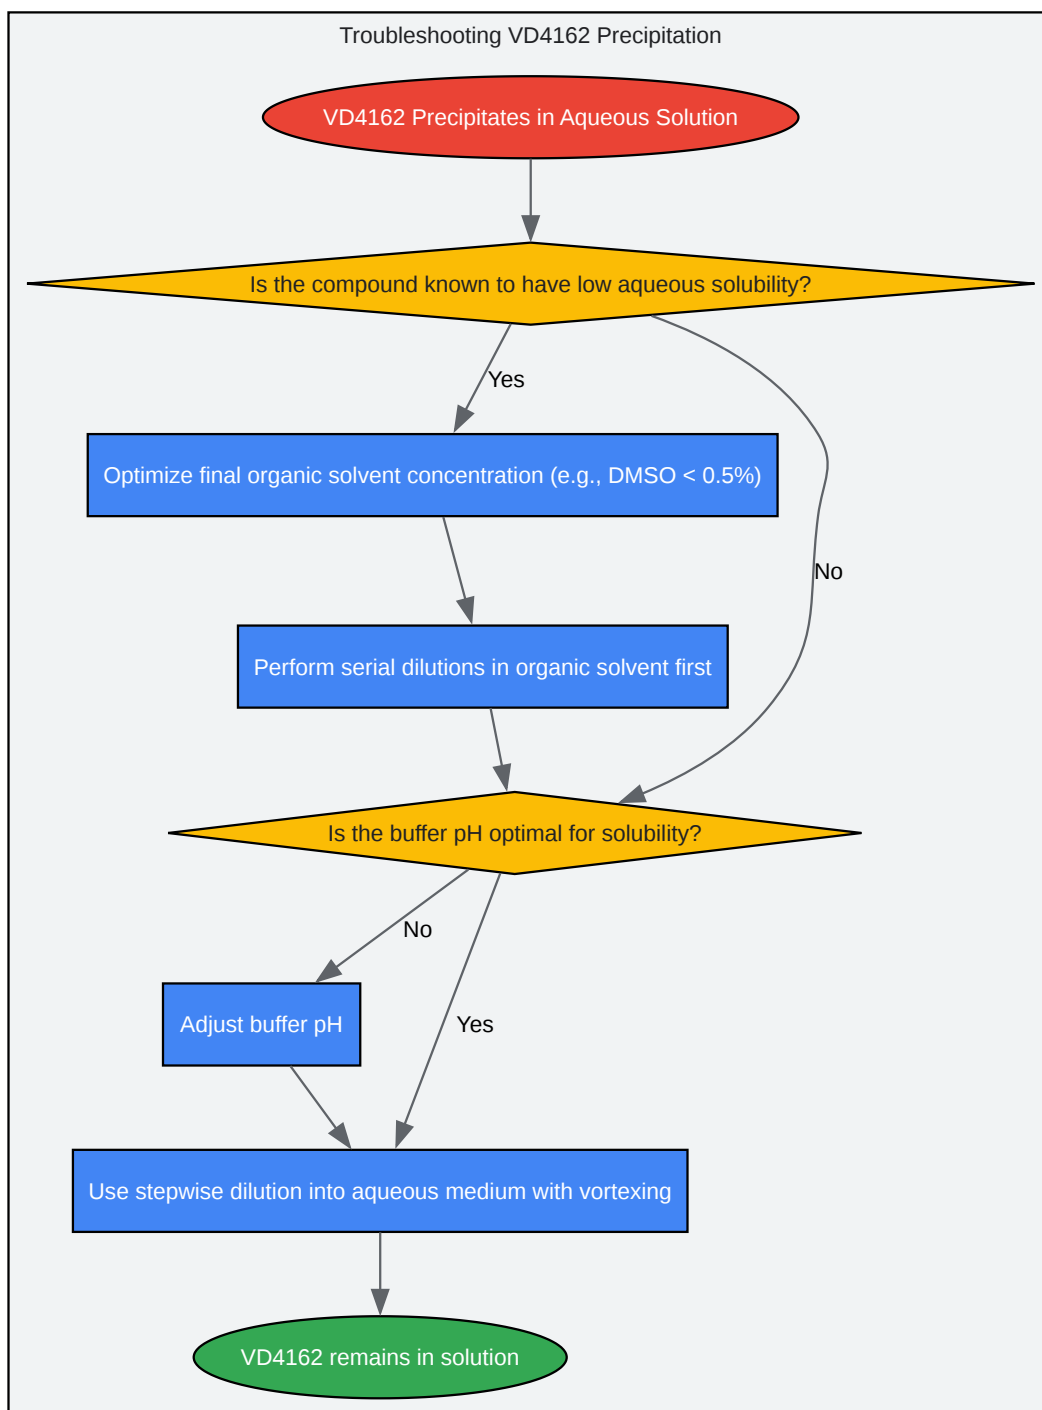 Troubleshooting VD4162 Precipitation
VD4162 Precipitates in Aqueous Solution
Is the compound known to have low aqueous solubility?
Yes
Optimize final organic solvent concentration (e.g., DMSO < 0.5%)
No
Perform serial dilutions in organic solvent first
Is the buffer pH optimal for solubility?
No
Adjust buffer pH
Yes
Use stepwise dilution into aqueous medium with vortexing
VD4162 remains in solution